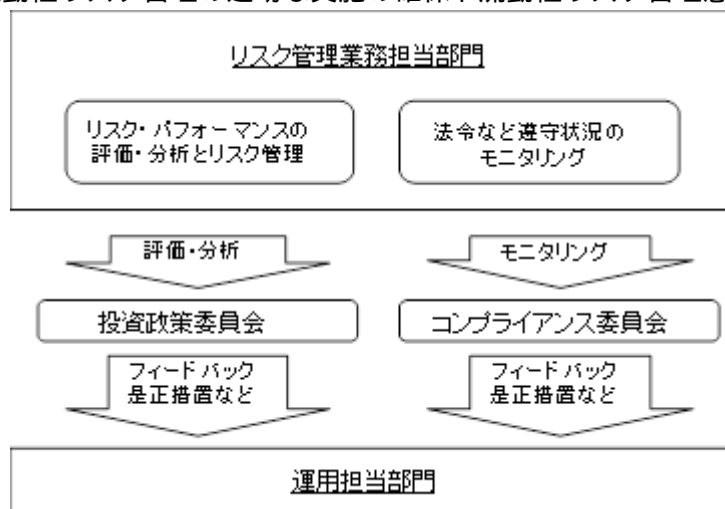 リスク管理業務担当部門
リスク・パフォーマンスの
評価・分析とリスク管理
法令など遵守状況の
モニタリング
評価・分析
モニタリング
投資政策委員会
コンプライアンス委員会
フィードバック
是正措置など
フィードバック
是正措置など
運用担当部門